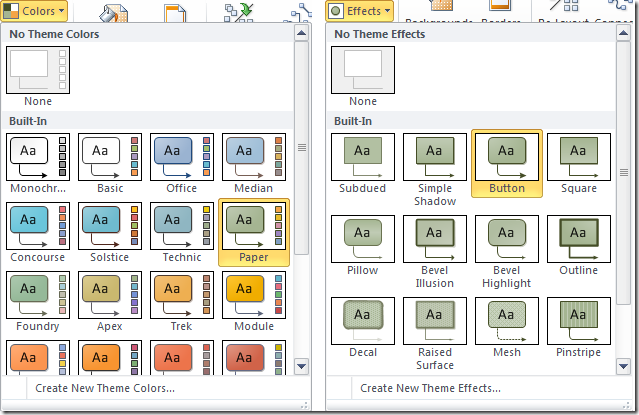 Colors
No Theme Colors
None
Built-In
Aa Aa Aa Aa
Monochr... Basic Office Median
Aa Aa Aa Aa
Concourse Solstice Technic Paper
Aa Aa Aa Aa
Foundry Apex Trek Module
Aa Aa Aa Aa
Create New Theme Colors...
Effects Backgrounds Borders Re-Layout Connec
No Theme Effects
None
Built-In
Aa Aa Aa Aa
Subdued Simple Shadow Button Square
Aa Aa Aa Aa
Pillow Bevel Illusion Bevel Highlight Outline
Aa Aa Aa Aa
Decal Raised Surface Mesh Pinstripe
Create New Theme Effects...